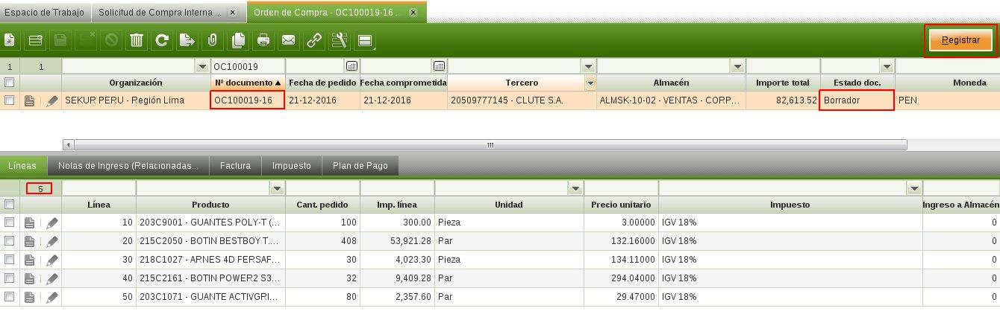 Espacio de Trabajo Solicitud de Compra Interna ... Orden de Compra - OC100019-16 ...
Registrar
1 1 OC100019
Organización Nº documento Fecha de pedido Fecha comprometida Tercero Almacén Importe total Estado doc. Moneda
SEKUR PERU - Región Lima OC100019-16 21-12-2016 21-12-2016 20509777145 - CLUTE S.A. ALMSK-10-02 - VENTAS - CORP... 82,613.52 Borrador PEN
Líneas Notas de Ingreso (Relacionadas... Factura Impuesto Plan de Pago
5
Línea Producto Cant. pedido Imp. línea Unidad Precio unitario Impuesto Ingreso a Almacén
10 203C9001 - GUANTES POLY-T (... 100 300.00 Pieza 3.00000 IGV 18% 0
20 215C2050 - BOTIN BESTBOY T.... 408 53,921.28 Par 132.16000 IGV 18% 0
30 218C1027 - ARNES 4D FERSAF... 30 4,023.30 Pieza 134.11000 IGV 18% 0
40 215C2161 - BOTIN POWER2 S3... 32 9,409.28 Par 294.04000 IGV 18% 0
50 203C1071 - GUANTE ACTIVGRI... 80 2,357.60 Par 29.47000 IGV 18% 0